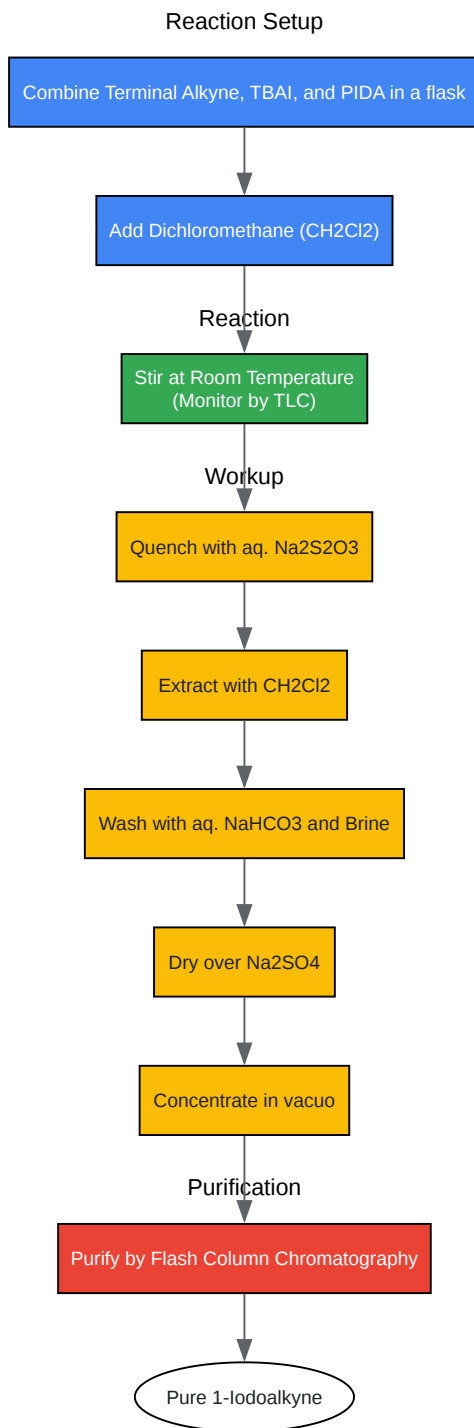 Reaction Setup
Combine Terminal Alkyne, TBAI, and PIDA in a flask
Add Dichloromethane (CH2Cl2)
Reaction
Stir at Room Temperature
(Monitor by TLC)
Workup
Quench with aq. Na2S2O3
Extract with CH2Cl2
Wash with aq. NaHCO3 and Brine
Dry over Na2SO4
Concentrate in vacuo
Purification
Purify by Flash Column Chromatography
Pure 1-Iodoalkyne